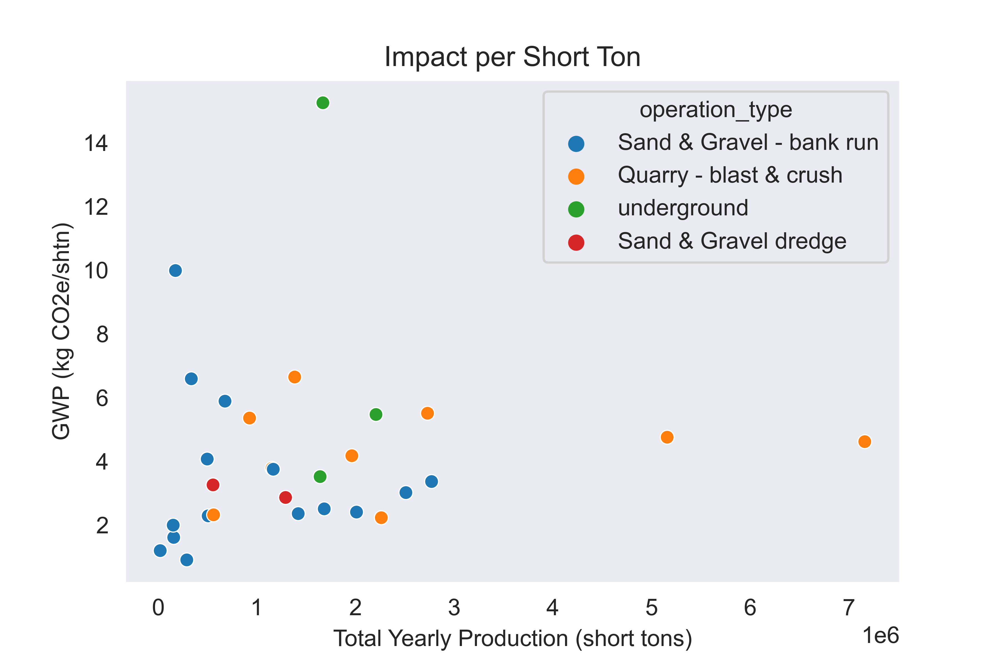 Impact per Short Ton
operation_type
Sand & Gravel - bank run
Quarry - blast & crush
underground
Sand & Gravel dredge
GWP (kg CO2e/shtn)
14
12
10
8
6
4
2
0 1 2 3 4 5 6 7
1e6
Total Yearly Production (short tons)